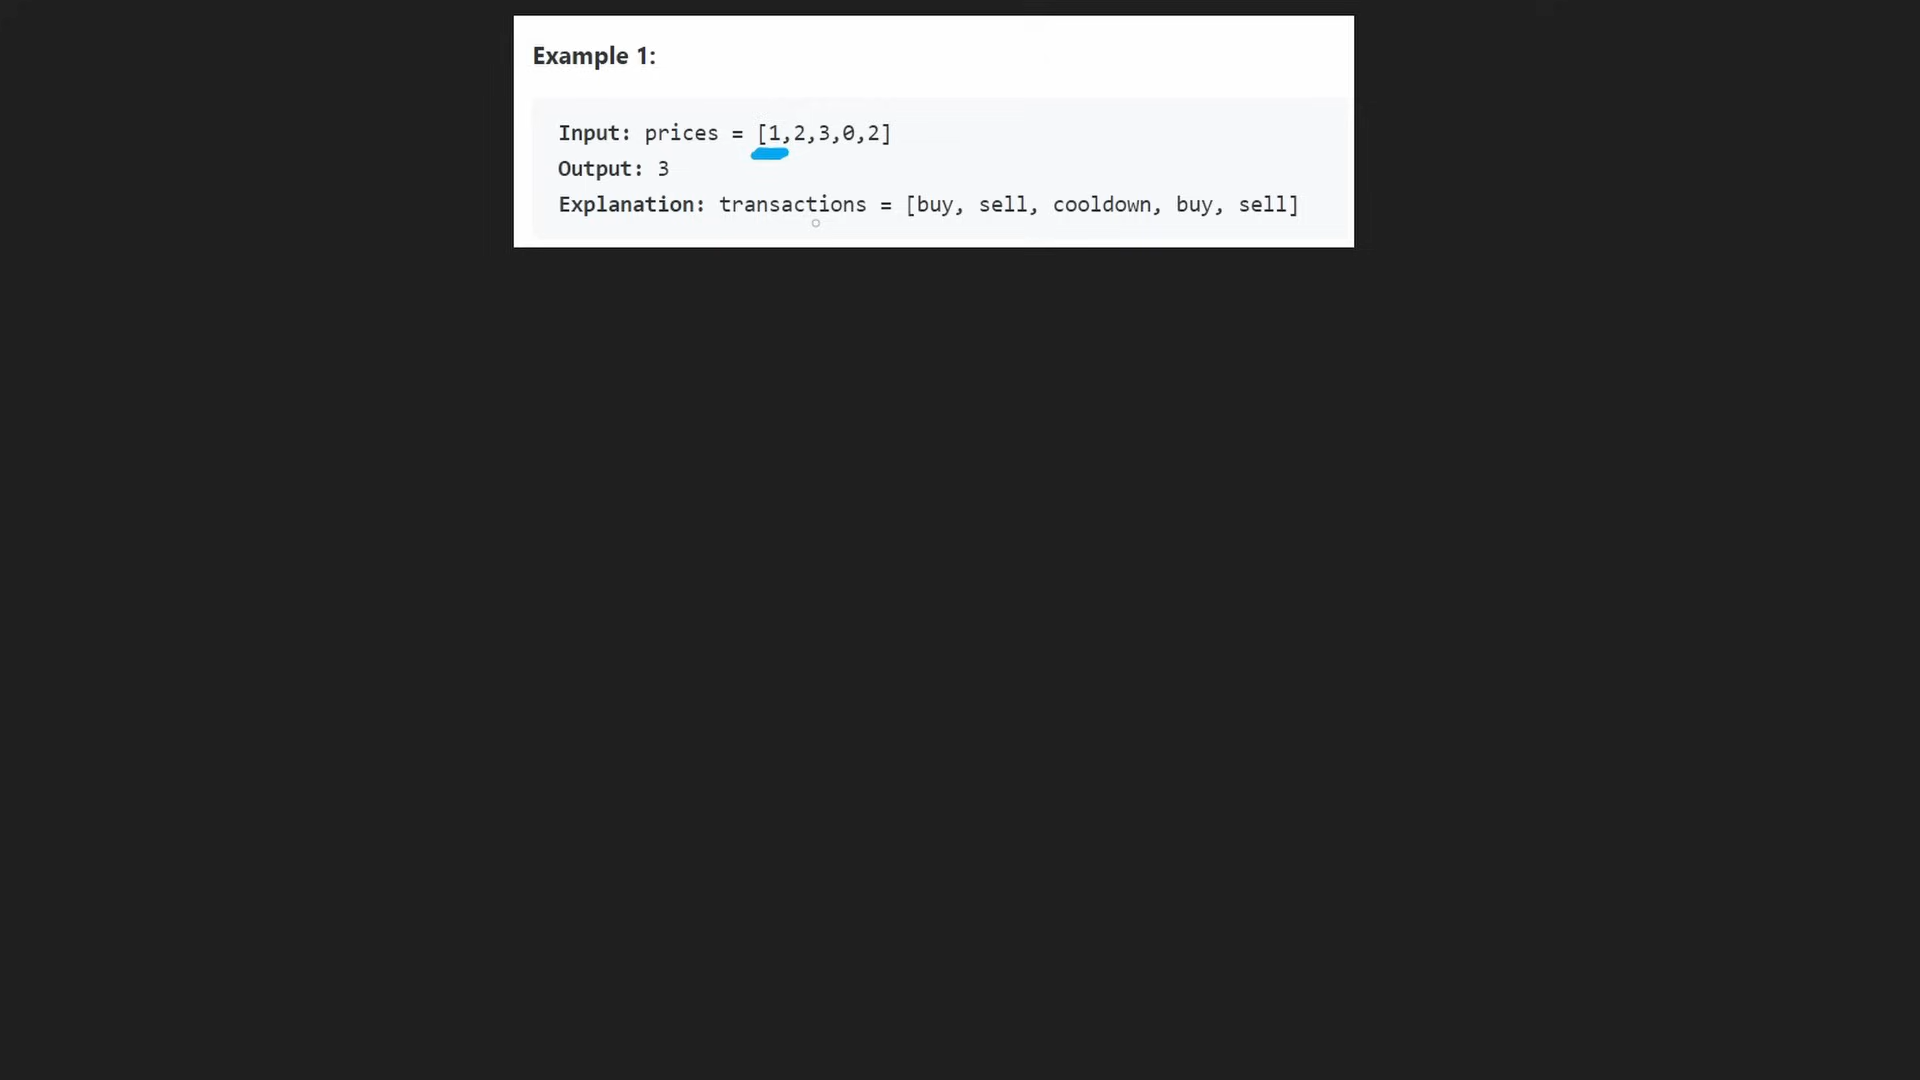 Example 1:
Input: prices = [1,2,3,0,2]
Output: 3
Explanation: transactions = [buy, sell, cooldown, buy, sell]